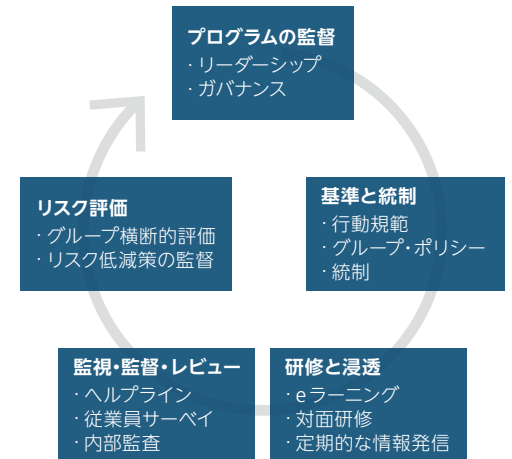 プログラムの監督
・リーダーシップ
・ガバナンス
基準と統制
・行動規範
・グループ・ポリシー
・統制
研修と浸透
・eラーニング
・対面研修
・定期的な情報発信
監視・監督・レビュー
・ヘルプライン
・従業員サーベイ
・内部監査
リスク評価
・グループ横断的評価
・リスク低減策の監督